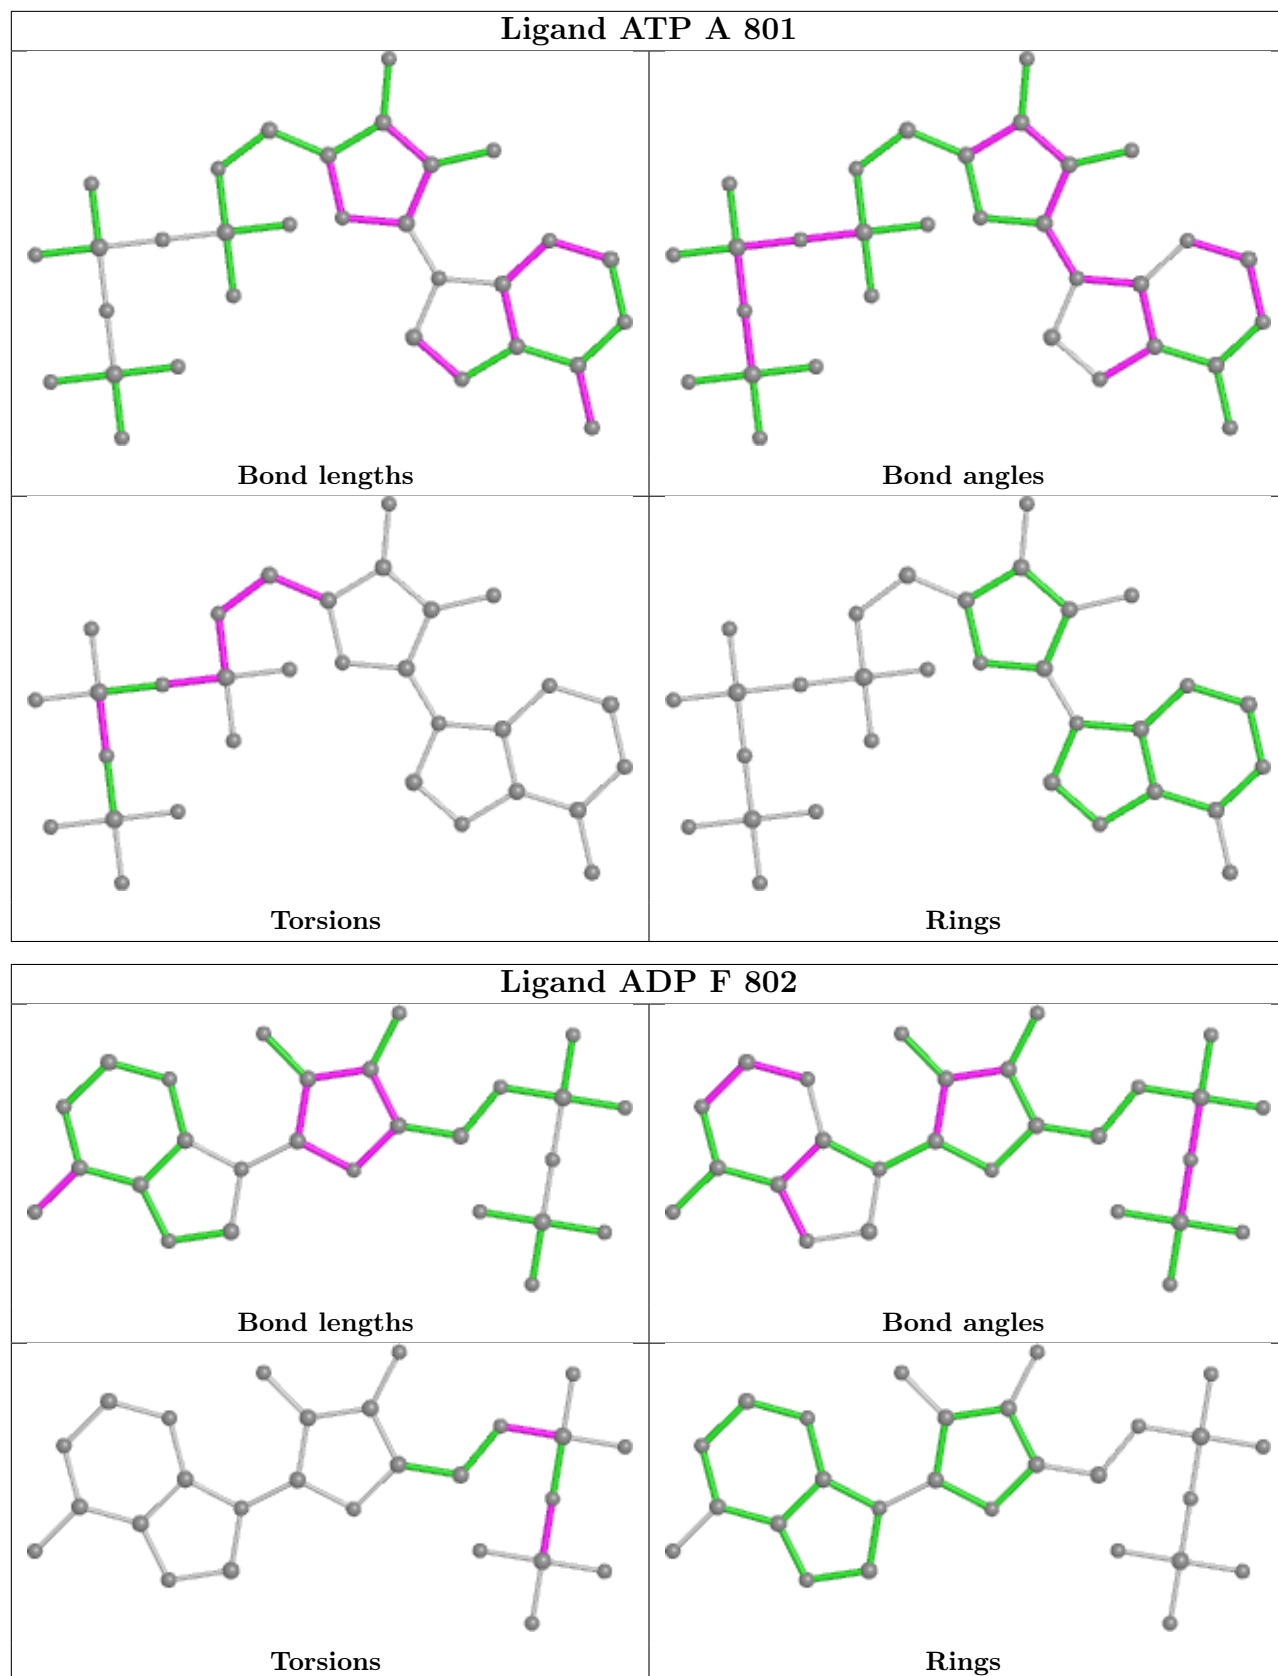 Ligand ATP A 801
Bond lengths
Bond angles
Torsions
Rings
Ligand ADP F 802
Bond lengths
Bond angles
Torsions
Rings